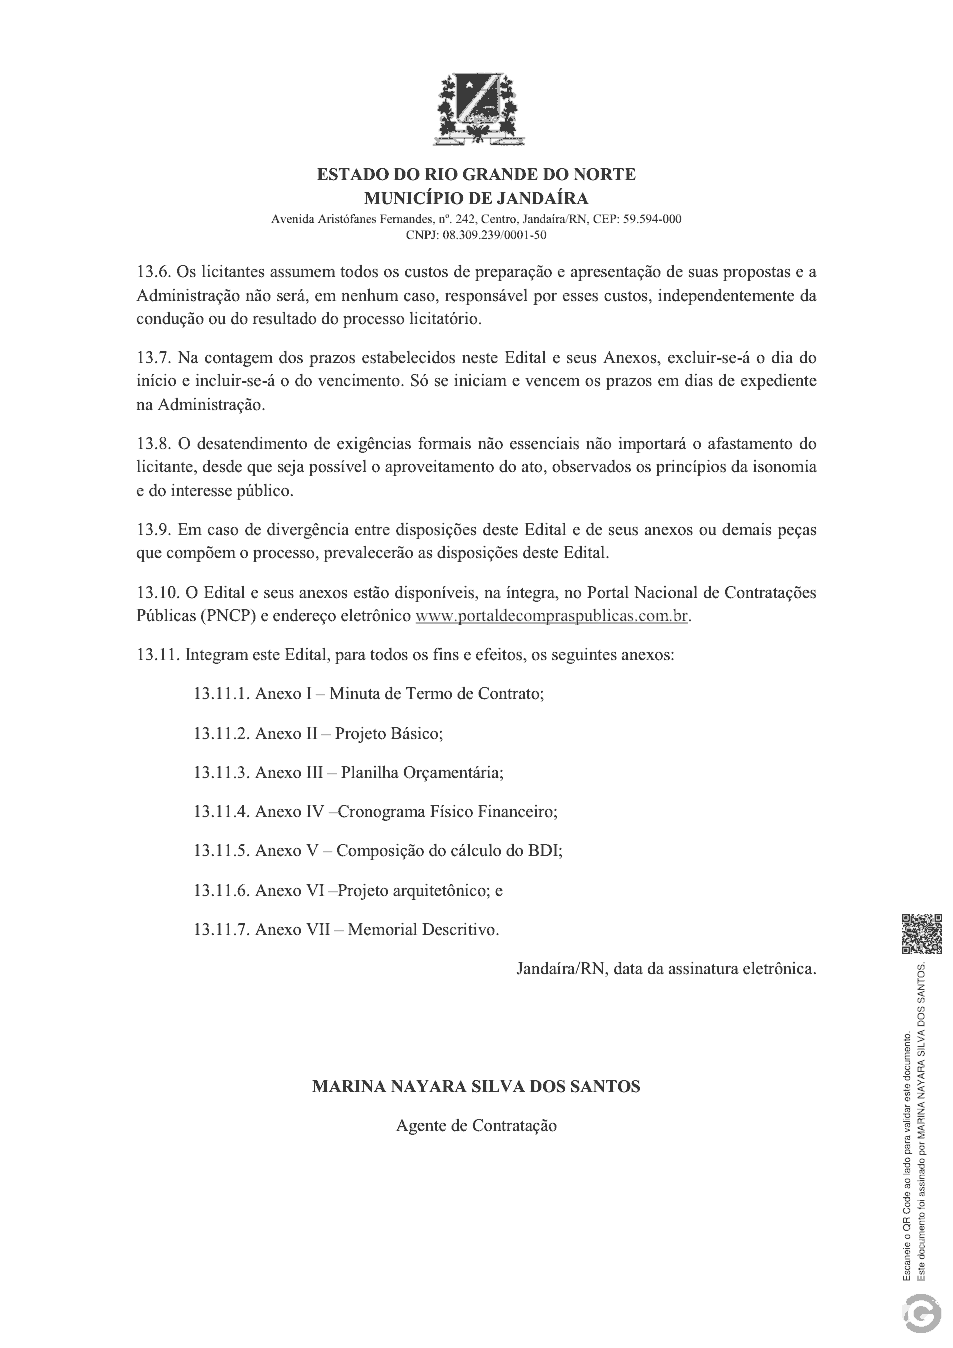 ESTADO DO RIO GRANDE DO NORTE
MUNICÍPIO DE JANDAÍRA
Avenida Aristófanes Fernandes, nº. 242, Centro, Jandaíra/RN, CEP: 59.594-000
CNPJ: 08.309.239/0001-50
13.6. Os licitantes assumem todos os custos de preparação e apresentação de suas propostas e a
Administração não será, em nenhum caso, responsável por esses custos, independentemente da
condução ou do resultado do processo licitatório.
13.7. Na contagem dos prazos estabelecidos neste Edital e seus Anexos, excluir-se-á o dia do
início e incluir-se-á o do vencimento. Só se iniciam e vencem os prazos em dias de expediente
na Administração.
13.8. O desatendimento de exigências formais não essenciais não importará o afastamento do
licitante, desde que seja possível o aproveitamento do ato, observados os princípios da isonomia
e do interesse público.
13.9. Em caso de divergência entre disposições deste Edital e de seus anexos ou demais peças
que compõem o processo, prevalecerão as disposições deste Edital.
13.10. O Edital e seus anexos estão disponíveis, na íntegra, no Portal Nacional de Contratações
Públicas (PNCP) e endereço eletrônico www.portaldecompraspublicas.com.br.
13.11. Integram este Edital, para todos os fins e efeitos, os seguintes anexos:
13.11.1. Anexo I – Minuta de Termo de Contrato;
13.11.2. Anexo II – Projeto Básico;
13.11.3. Anexo III – Planilha Orçamentária;
13.11.4. Anexo IV –Cronograma Físico Financeiro;
13.11.5. Anexo V – Composição do cálculo do BDI;
13.11.6. Anexo VI –Projeto arquitetônico; e
13.11.7. Anexo VII – Memorial Descritivo.
Jandaíra/RN, data da assinatura eletrônica.
MARINA NAYARA SILVA DOS SANTOS
Agente de Contratação
Escaneie o QR Code ao lado para validar este documento.
Este documento foi assinado por MARINA NAYARA SILVA DOS SANTOS.
G